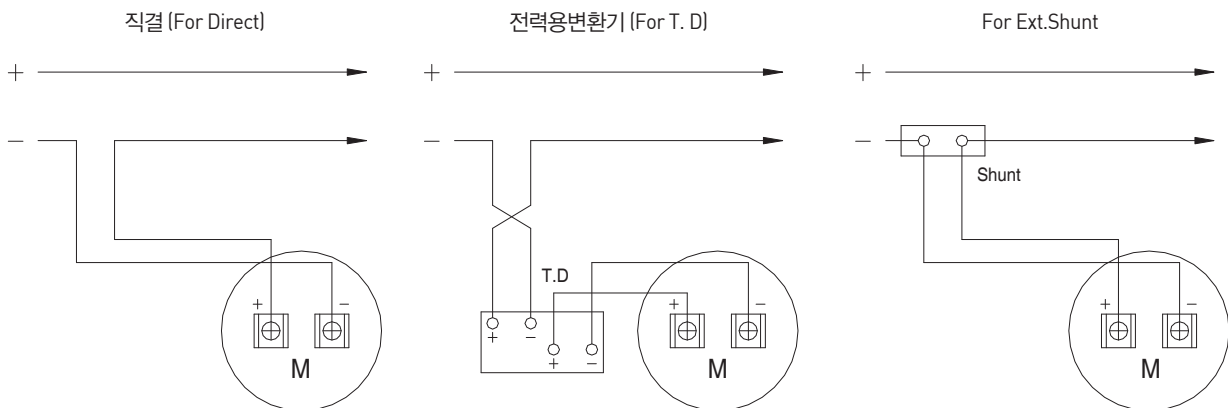 직결 (For Direct)
+
−
+ −
M
전력용변환기 (For T. D)
+
−
T.D
+ −
+ −
+ −
M
For Ext.Shunt
+
−
Shunt
+ −
M